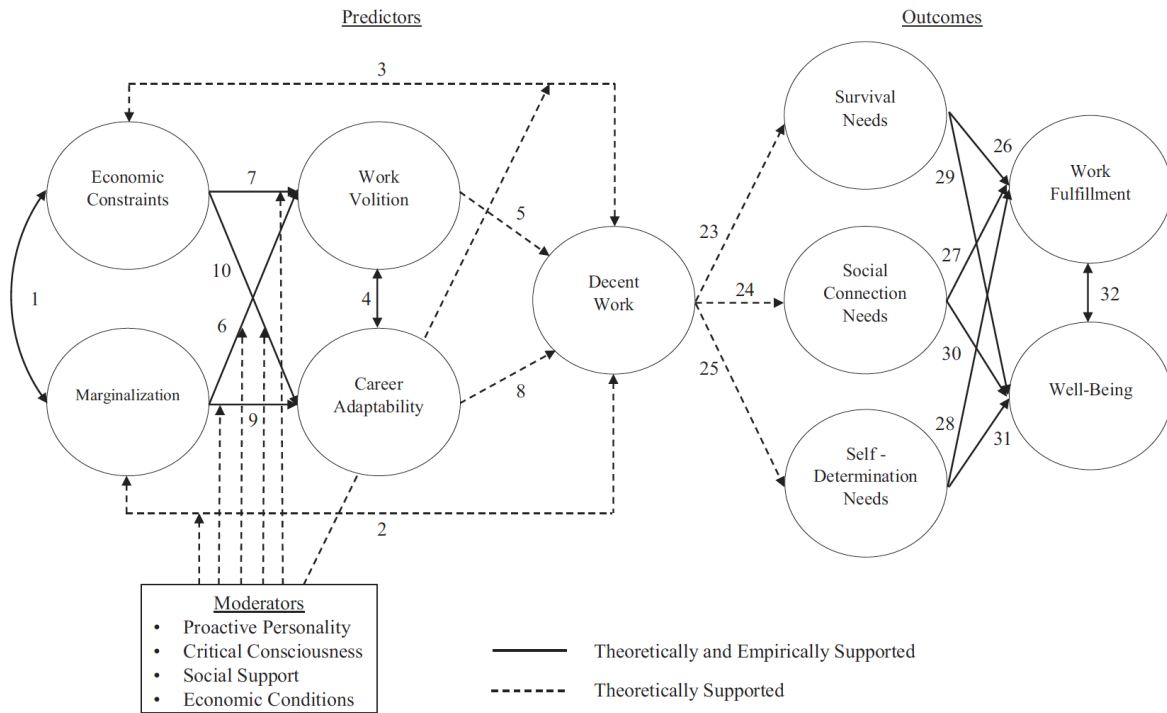 Predictors
Outcomes
3
Survival
Needs
Economic
Constraints
7
Work
Volition
26
Work
Fulfillment
29
5
23
10
27
1
4
Decent
Work
24
Social
Connection
Needs
32
6
30
25
Marginalization
9
Career
Adaptability
8
Well-Being
28
31
Self -
Determination
Needs
2
Moderators
• Proactive Personality
• Critical Consciousness
• Social Support
• Economic Conditions
Theoretically and Empirically Supported
Theoretically Supported